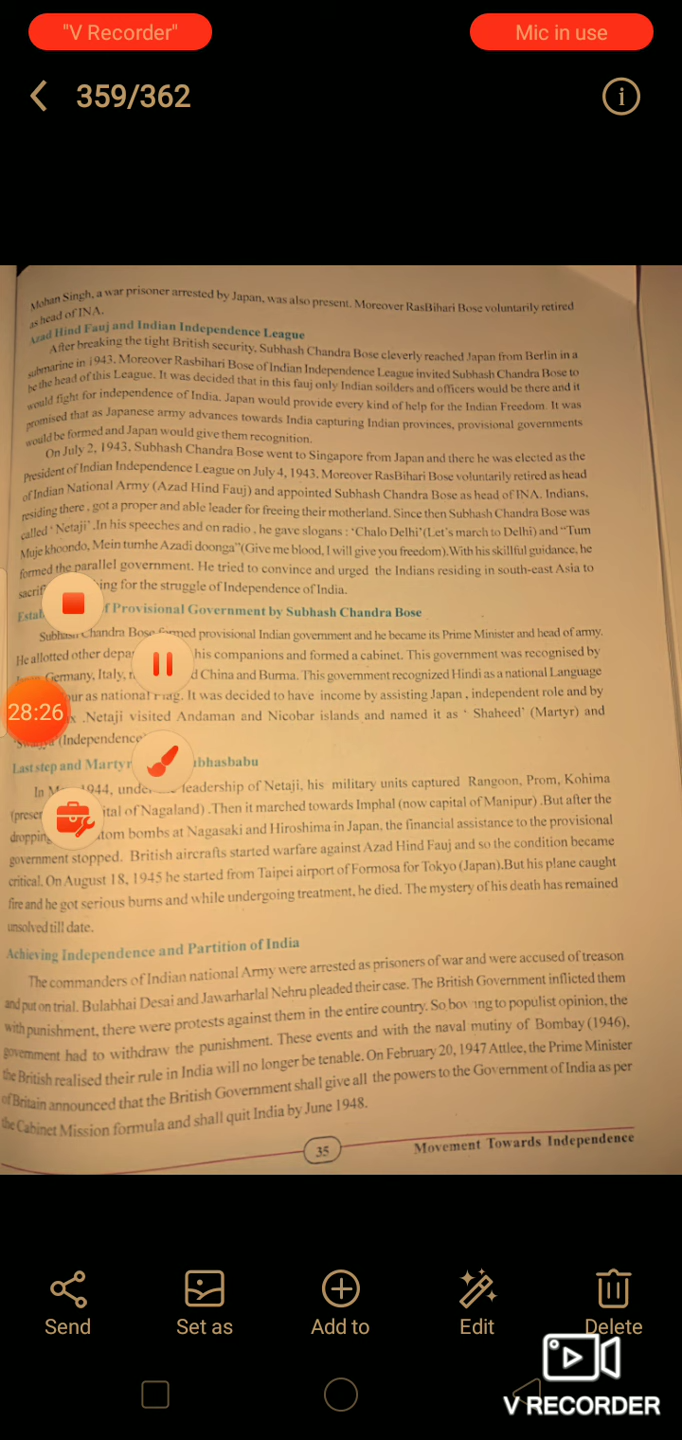 "V Recorder"
Mic in use
359/362
Mohan Singh, a war prisoner arrested by Japan, was also present. Moreover RasBihari Bose voluntarily retired
as head of INA.
Azad Hind Fauj and Indian Independence League
After breaking the tight British security, Subhash Chandra Bose cleverly reached Japan from Berlin in a
submarine in 1943. Moreover Rasbihari Bose of Indian Independence League invited Subhash Chandra Bose to
be the head of this League. It was decided that in this fauj only Indian soilders and officers would be there and it
would fight for independence of India. Japan would provide every kind of help for the Indian Freedom. It was
promised that as Japanese army advances towards India capturing Indian provinces, provisional governments
would be formed and Japan would give them recognition.
On July 2, 1943, Subhash Chandra Bose went to Singapore from Japan and there he was elected as the
President of Indian Independence League on July 4, 1943. Moreover RasBihari Bose voluntarily retired as head
of Indian National Army (Azad Hind Fauj) and appointed Subhash Chandra Bose as head of INA. Indians,
residing there , got a proper and able leader for freeing their motherland. Since then Subhash Chandra Bose was
called ‘ Netaji’ .In his speeches and on radio , he gave slogans : ‘Chalo Delhi’(Let’s march to Delhi) and “Tum
Muje khoondo, Mein tumhe Azadi doonga”(Give me blood, I will give you freedom).With his skillful guidance, he
formed the parallel government. He tried to convince and urged the Indians residing in south-east Asia to
sacrif ing for the struggle of Independence of India.
Estab f Provisional Government by Subhash Chandra Bose
Subhash Chandra Bose formed provisional Indian government and he became its Prime Minister and head of army.
He allotted other depa his companions and formed a cabinet. This government was recognised by
Germany, Italy, d China and Burma. This government recognized Hindi as a national Language
our as national Flag. It was decided to have income by assisting Japan , independent role and by
28:26 x .Netaji visited Andaman and Nicobar islands and named it as ‘ Shaheed’ (Martyr) and
(Independence
Last step and Martyr bhasbabu
In M 1944, unde leadership of Netaji, his military units captured Rangoon, Prom, Kohima
(presen ital of Nagaland) .Then it marched towards Imphal (now capital of Manipur) .But after the
dropping tom bombs at Nagasaki and Hiroshima in Japan, the financial assistance to the provisional
government stopped. British aircrafts started warfare against Azad Hind Fauj and so the condition became
critical. On August 18, 1945 he started from Taipei airport of Formosa for Tokyo (Japan).But his plane caught
fire and he got serious burns and while undergoing treatment, he died. The mystery of his death has remained
unsolved till date.
Achieving Independence and Partition of India
The commanders of Indian national Army were arrested as prisoners of war and were accused of treason
and put on trial. Bulabhai Desai and Jawarharlal Nehru pleaded their case. The British Government inflicted them
with punishment, there were protests against them in the entire country. So bowing to populist opinion, the
government had to withdraw the punishment. These events and with the naval mutiny of Bombay (1946),
the British realised their rule in India will no longer be tenable. On February 20, 1947 Attlee, the Prime Minister
of Britain announced that the British Government shall give all the powers to the Government of India as per
the Cabinet Mission formula and shall quit India by June 1948.
35
Movement Towards Independence
Send
Set as
Add to
Edit
Delete
V RECORDER